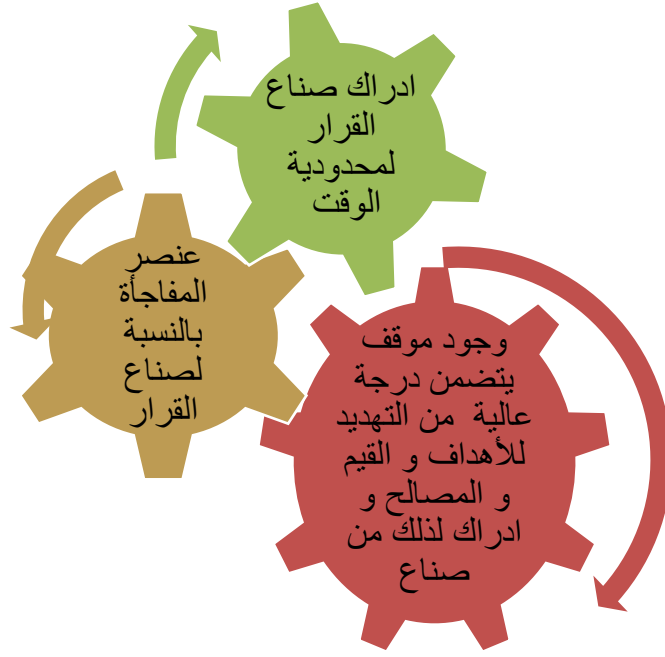 ادراك صناع
القرار
لمحدودية
الوقت
عنصر
المفاجأة
بالنسبة
لصناع
القرار
وجود موقف
يتضمن درجة
عالية من التهديد
للأهداف و القيم
و المصالح و
ادراك لذلك من
صناع